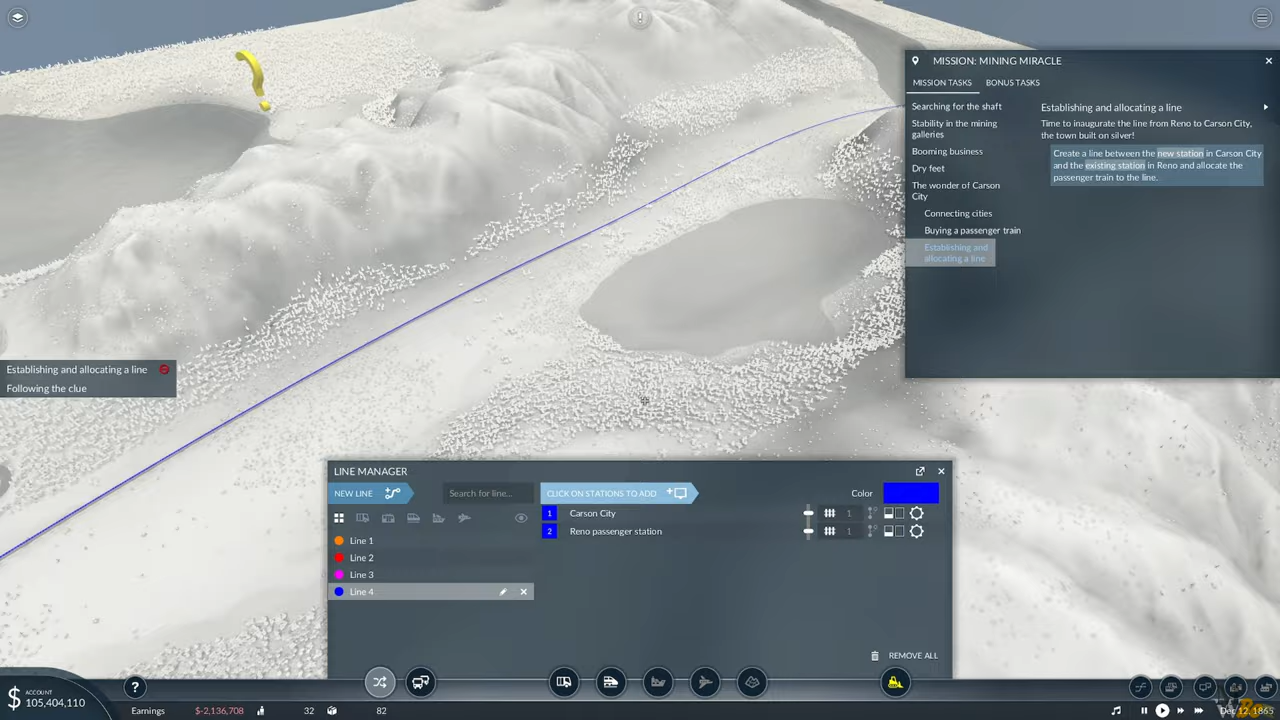 MISSION: MINING MIRACLE
MISSION TASKS
BONUS TASKS
Searching for the shaft
Stability in the mining
galleries
Booming business
Dry feet
The wonder of Carson
City
Connecting cities
Buying a passenger train
Establishing and
allocating a line
Establishing and allocating a line
Time to inaugurate the line from Reno to Carson City,
the town built on silver!
Create a line between the new station in Carson City
and the existing station in Reno and allocate the
passenger train to the line.
Establishing and allocating a line
Following the clue
LINE MANAGER
NEW LINE
Search for line...
CLICK ON STATIONS TO ADD
Color
1 Carson City 1
2 Reno passenger station 1
Line 1
Line 2
Line 3
Line 4
REMOVE ALL
$ ACCOUNT
105,404,110
?
Earnings $-2,136,708 32 82
Dec 12, 1865